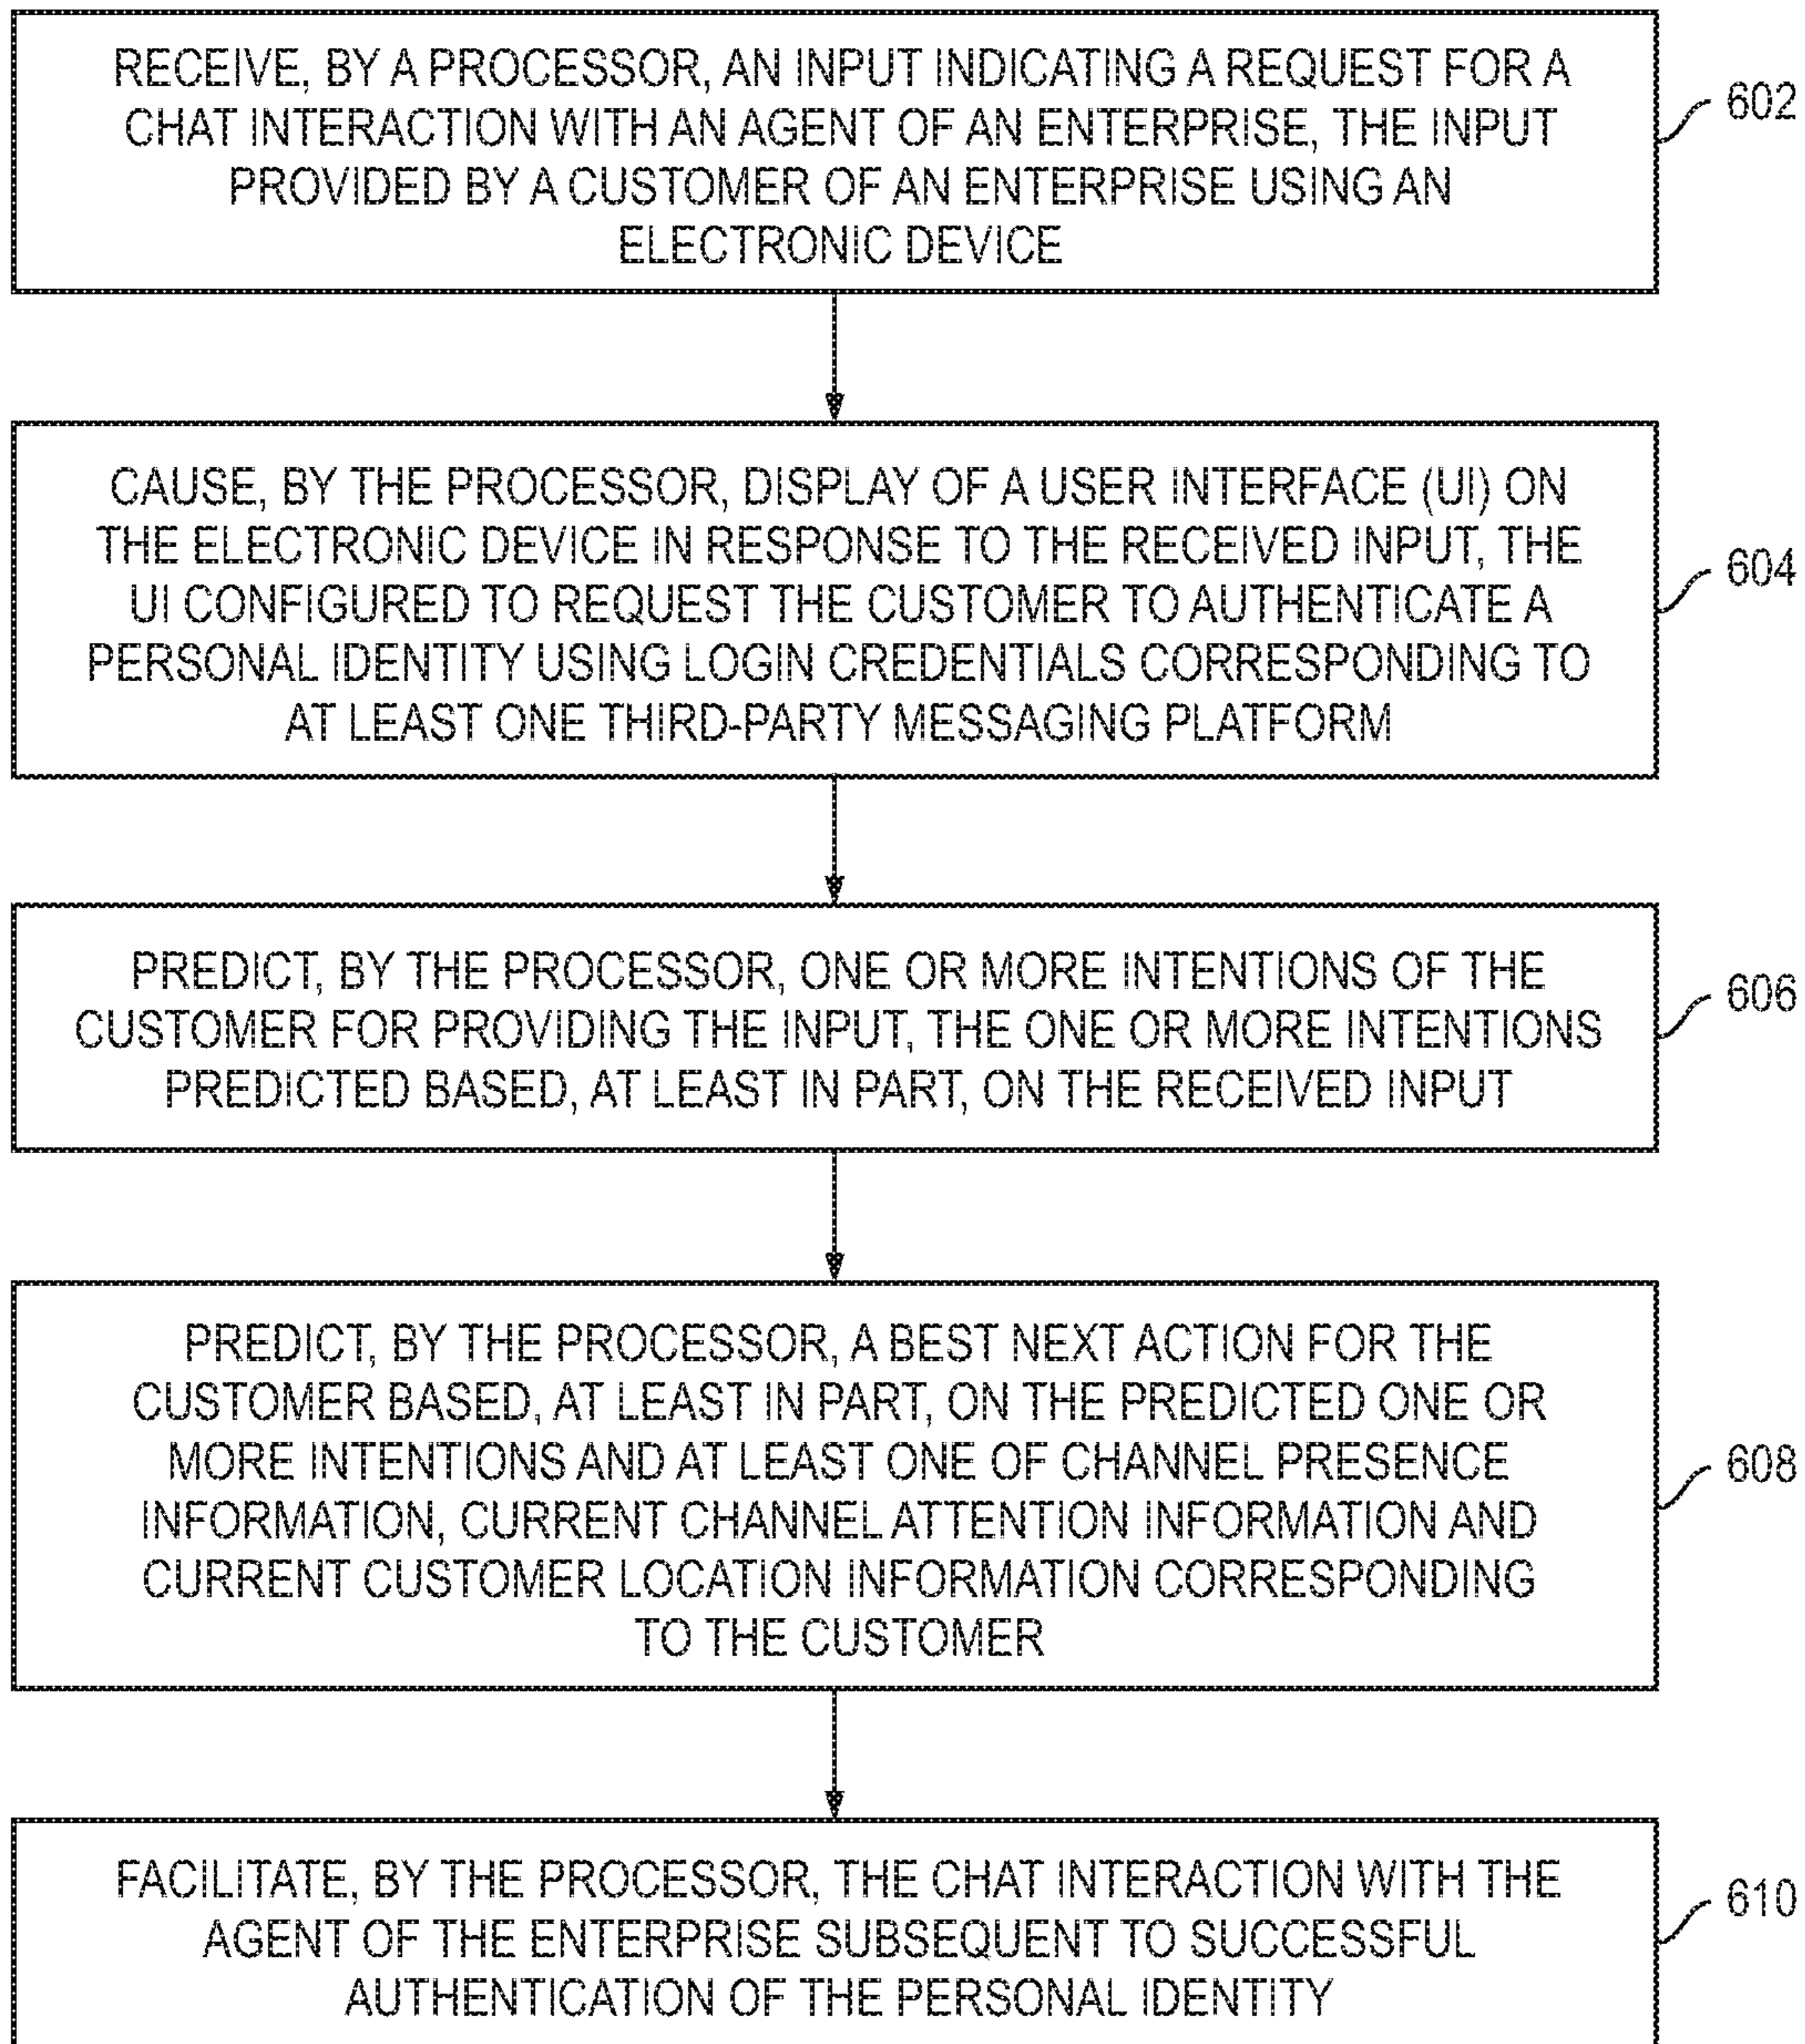 RECEIVE, BY A PROCESSOR, AN INPUT INDICATING A REQUEST FOR A
CHAT INTERACTION WITH AN AGENT OF AN ENTERPRISE, THE INPUT
PROVIDED BY A CUSTOMER OF AN ENTERPRISE USING AN
ELECTRONIC DEVICE
602
CAUSE, BY THE PROCESSOR, DISPLAY OF A USER INTERFACE (UI) ON
THE ELECTRONIC DEVICE IN RESPONSE TO THE RECEIVED INPUT, THE
UI CONFIGURED TO REQUEST THE CUSTOMER TO AUTHENTICATE A
PERSONAL IDENTITY USING LOGIN CREDENTIALS CORRESPONDING TO
AT LEAST ONE THIRD-PARTY MESSAGING PLATFORM
604
PREDICT, BY THE PROCESSOR, ONE OR MORE INTENTIONS OF THE
CUSTOMER FOR PROVIDING THE INPUT, THE ONE OR MORE INTENTIONS
PREDICTED BASED, AT LEAST IN PART, ON THE RECEIVED INPUT
606
PREDICT, BY THE PROCESSOR, A BEST NEXT ACTION FOR THE
CUSTOMER BASED, AT LEAST IN PART, ON THE PREDICTED ONE OR
MORE INTENTIONS AND AT LEAST ONE OF CHANNEL PRESENCE
INFORMATION, CURRENT CHANNEL ATTENTION INFORMATION AND
CURRENT CUSTOMER LOCATION INFORMATION CORRESPONDING
TO THE CUSTOMER
608
FACILITATE, BY THE PROCESSOR, THE CHAT INTERACTION WITH THE
AGENT OF THE ENTERPRISE SUBSEQUENT TO SUCCESSFUL
AUTHENTICATION OF THE PERSONAL IDENTITY
610